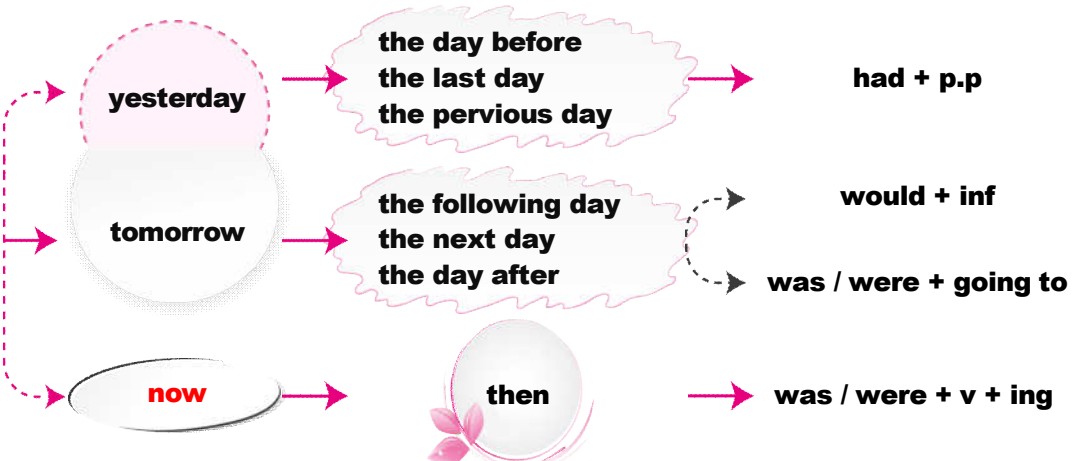 yesterday
the day before
the last day
the pervious day
had + p.p
tomorrow
the following day
the next day
the day after
would + inf
was / were + going to
now
then
was / were + v + ing